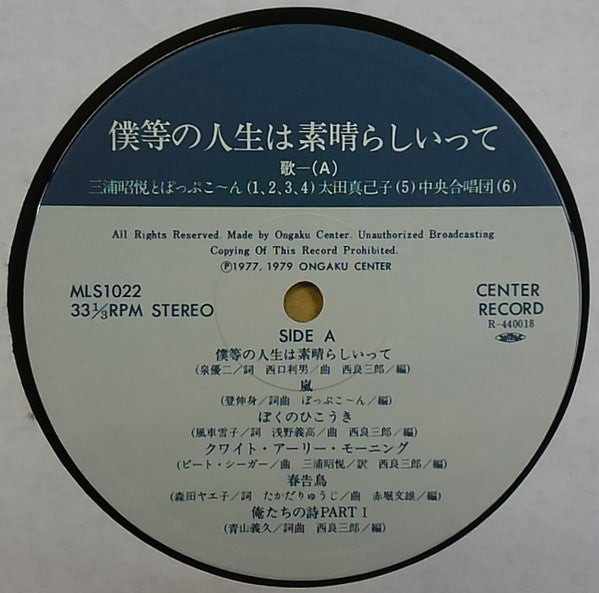 僕等の人生は素晴らしいって
歌―(A)
三浦昭悦とぽっぷこ〜ん(1、2、3、4) 太田真己子(5) 中央合唱団(6)
All Rights Reserved. Made by Ongaku Center. Unauthorized Broadcasting
Copying Of This Record Prohibited.
Ⓟ1977, 1979 ONGAKU CENTER
MLS1022
33⅓RPM STEREO
CENTER
RECORD
R-440018
SIDE A
僕等の人生は素晴らしいって
(泉優二/詞 西口利男/曲 西良三郎/編)
嵐
(登伸身/詞曲 ぽっぷこ〜ん/編)
ぼくのひこうき
(風車雪子/詞 浅野義高/曲 西良三郎/編)
クワイト・アーリー・モーニング
(ピート・シーガー/曲 三浦昭悦/訳 西良三郎/編)
春告鳥
(森田ヤエ子/詞 たかだりゅうじ/曲 赤堀文雄/編)
俺たちの詩PART I
(青山義久/詞曲 西良三郎/編)